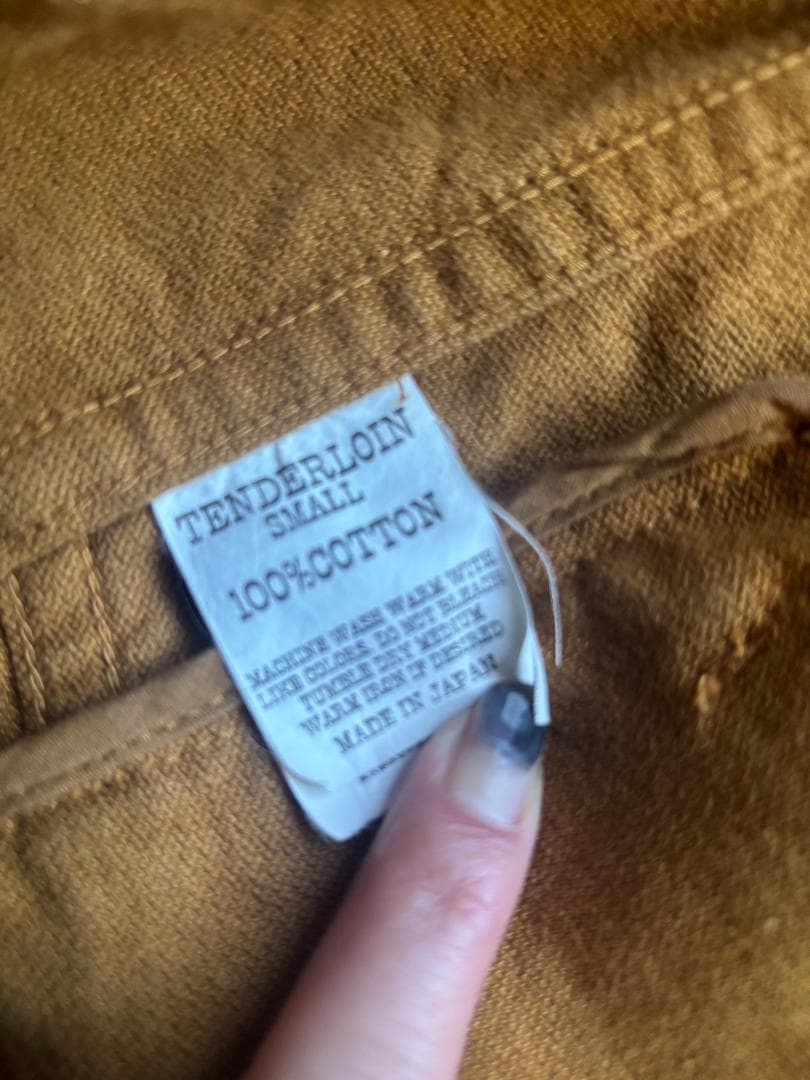 TENDERLOIN
SMALL
100%COTTON
MACHINE WASH WARM WITH
LIKE COLORS. DO NOT BLEACH
TUMBLE DRY MEDIUM
WARM IRON IF DESIRED
MADE IN JAPAN